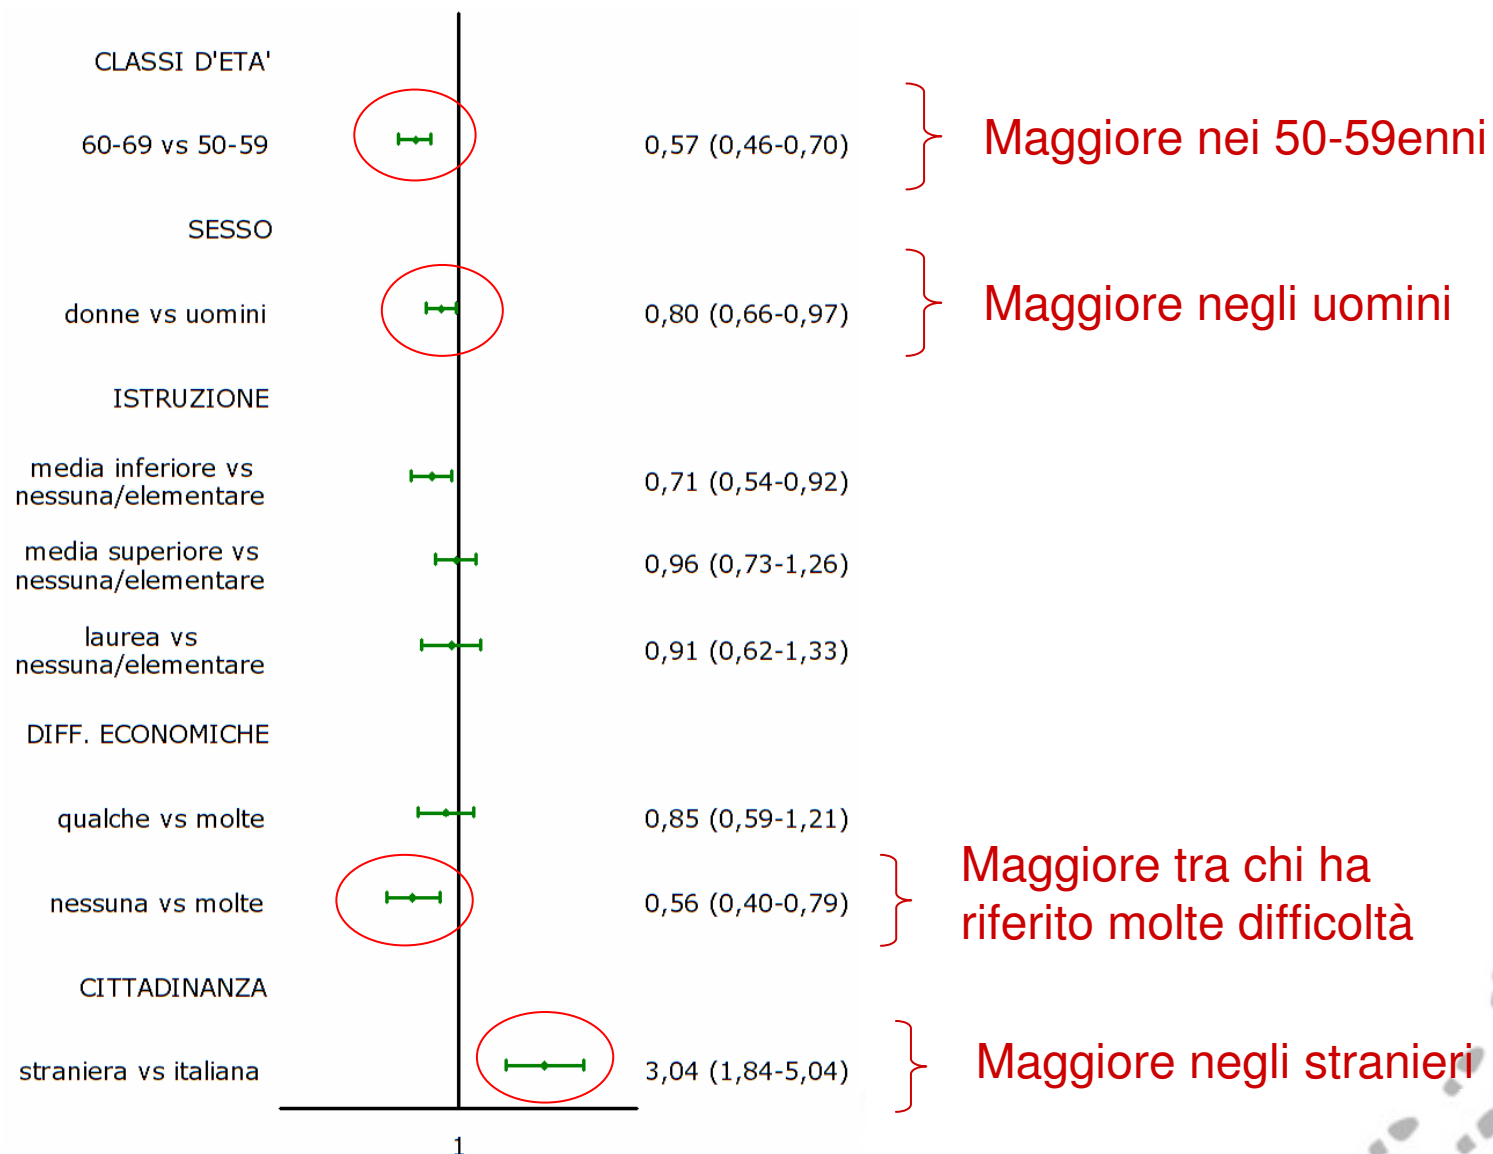 CLASSI D'ETA'
60-69 vs 50-59
0,57 (0,46-0,70)
Maggiore nei 50-59enni
SESSO
donne vs uomini
0,80 (0,66-0,97)
Maggiore negli uomini
ISTRUZIONE
media inferiore vs
nessuna/elementare
0,71 (0,54-0,92)
media superiore vs
nessuna/elementare
0,96 (0,73-1,26)
laurea vs
nessuna/elementare
0,91 (0,62-1,33)
DIFF. ECONOMICHE
qualche vs molte
0,85 (0,59-1,21)
nessuna vs molte
0,56 (0,40-0,79)
Maggiore tra chi ha
riferito molte difficoltà
CITTADINANZA
straniera vs italiana
3,04 (1,84-5,04)
Maggiore negli stranieri
1